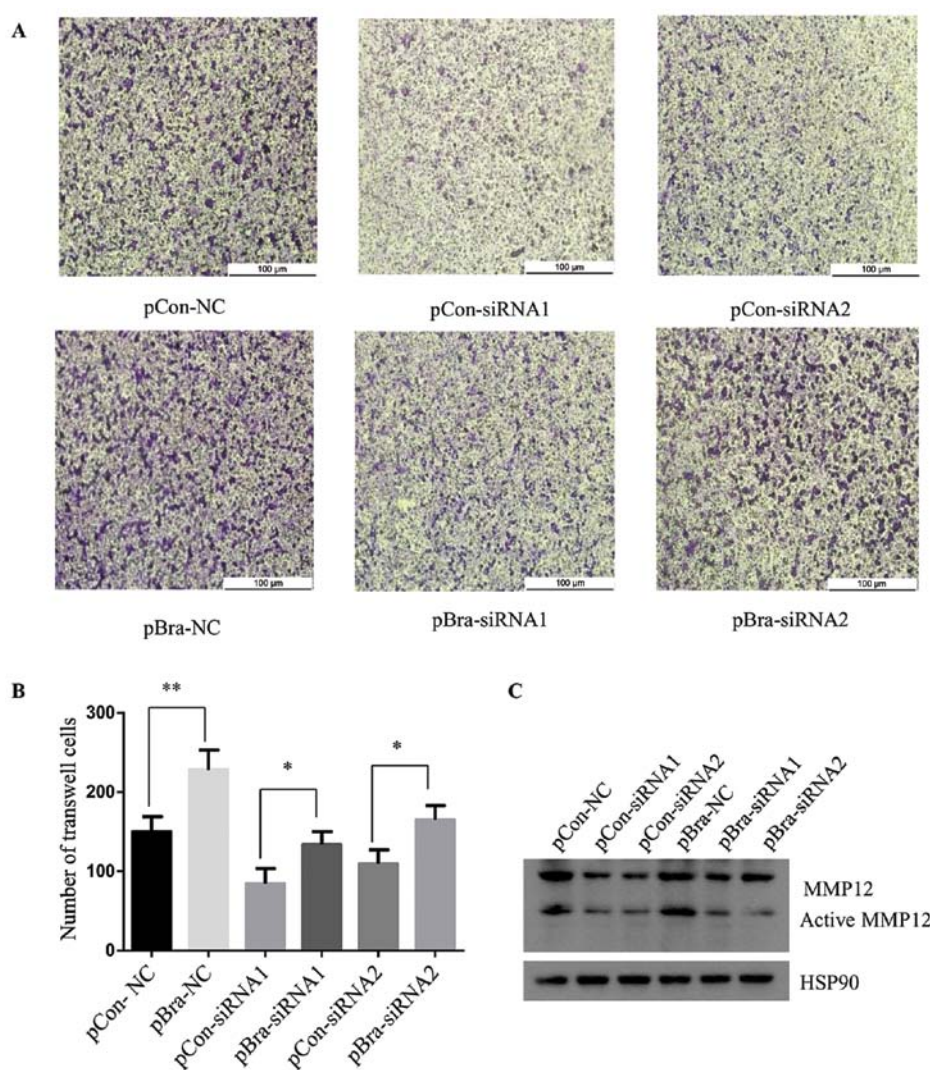 A
100 µm
100 µm
100 µm
pCon-NC
pCon-siRNA1
pCon-siRNA2
100 µm
100 µm
100 µm
pBra-NC
pBra-siRNA1
pBra-siRNA2
B
**
*
*
Number of transwell cells
300
200
100
0
pCon- NC
pBra-NC
pCon-siRNA1
pBra-siRNA1
pCon-siRNA2
pBra-siRNA2
C
pCon-NC
pCon-siRNA1
pCon-siRNA2
pBra-NC
pBra-siRNA1
pBra-siRNA2
MMP12
Active MMP12
HSP90